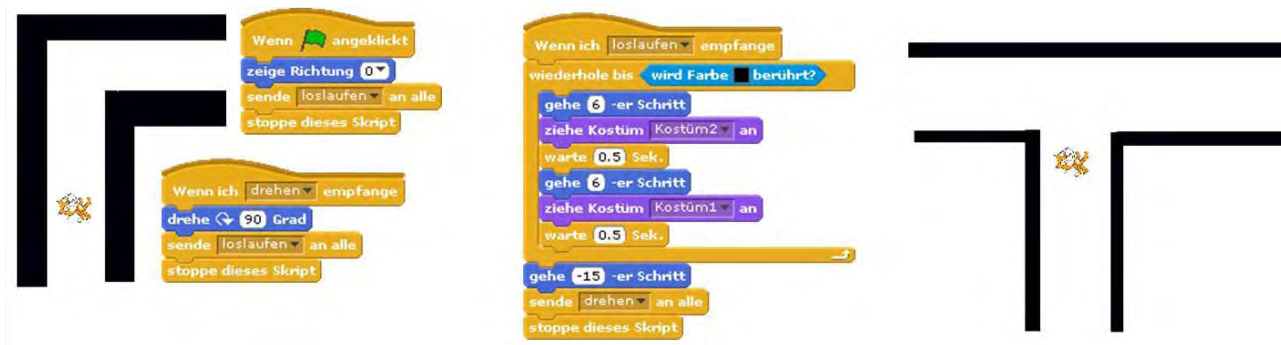 Wenn angeklickt
zeige Richtung 0
sende loslaufen an alle
stoppe dieses Skript
Wenn ich drehen empfange
drehe 90 Grad
sende loslaufen an alle
stoppe dieses Skript
Wenn ich loslaufen empfange
wiederhole bis wird Farbe berührt?
gehe 6 -er Schritt
ziehe Kostüm Kostüm2 an
warte 0.5 Sek.
gehe 6 -er Schritt
ziehe Kostüm Kostüm1 an
warte 0.5 Sek.
gehe -15 -er Schritt
sende drehen an alle
stoppe dieses Skript